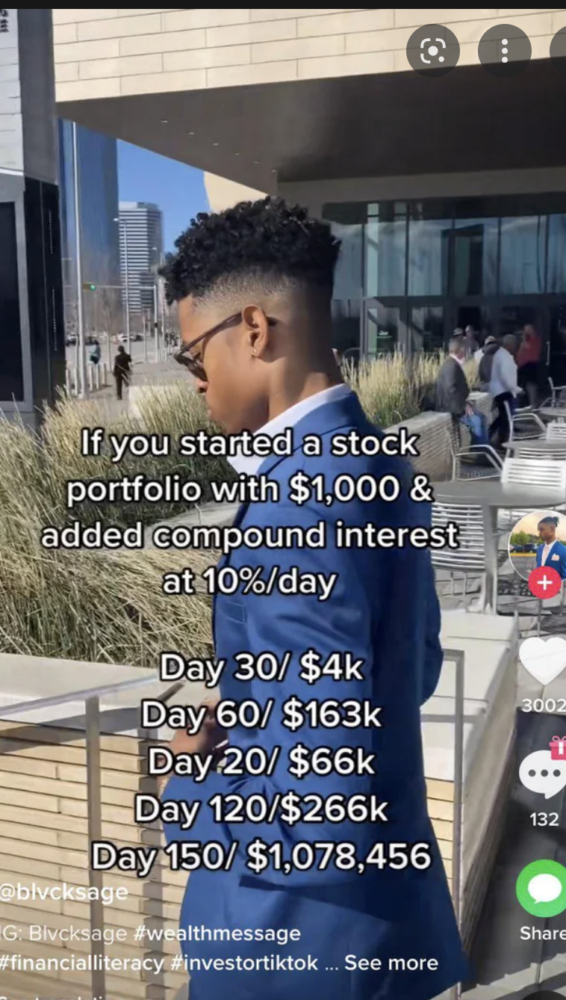 If you started a stock
portfolio with $1,000 &
added compound interest
at 10%/day
Day 30/ $4k
Day 60/ $163k
Day 20/ $66k
Day 120/$266k
Day 150/ $1,078,456
3002
132
@blvcksage
IG: Blvcksage #wealthmessage
Share
#financialliteracy #investortiktok ... See more